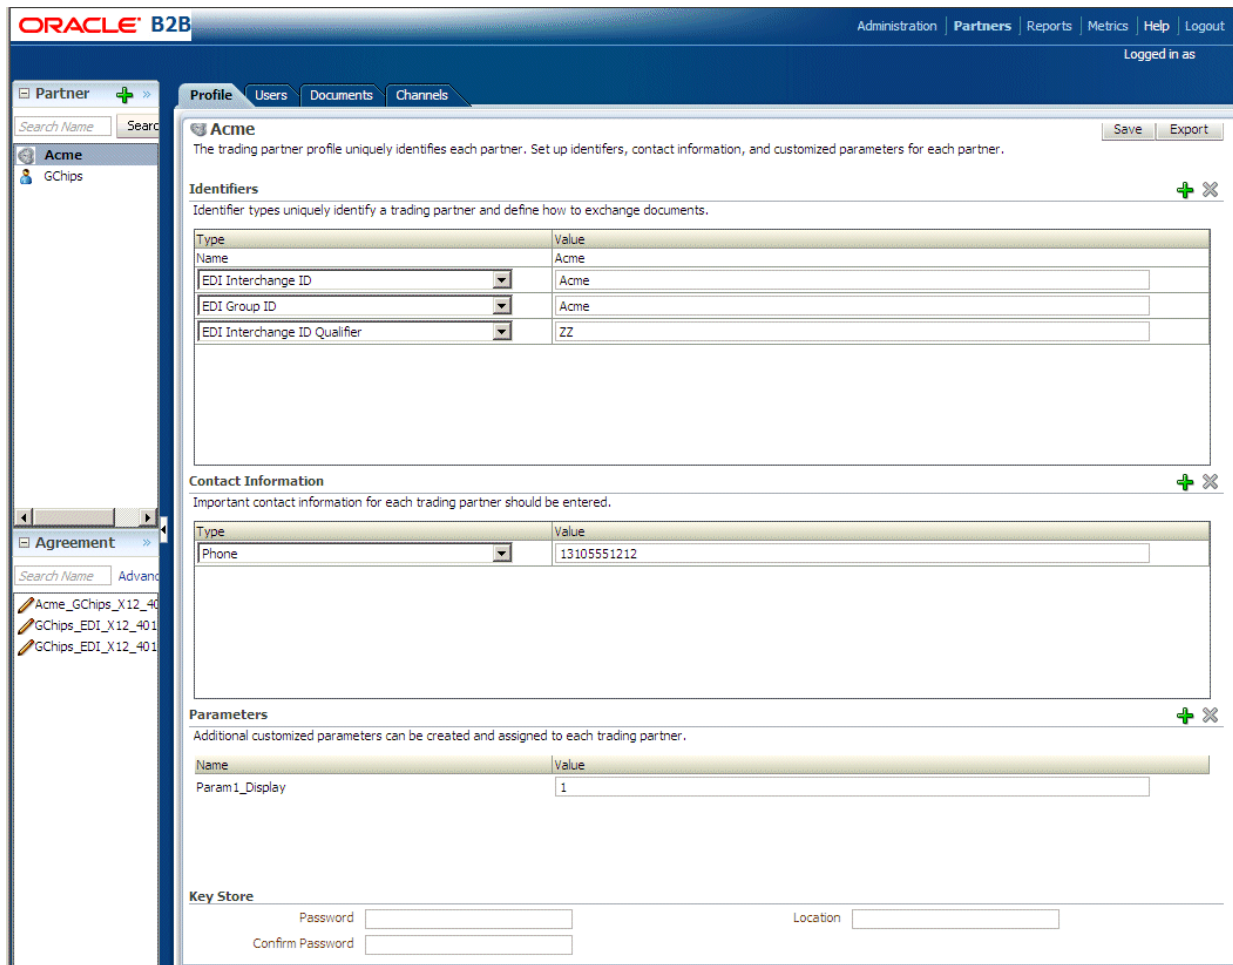 ORACLE B2B
Administration Partners Reports Metrics Help Logout
Logged in as
Partner
Search Name Searc
Acme
GChips
Profile Users Documents Channels
Acme
Save Export
The trading partner profile uniquely identifies each partner. Set up identifers, contact information, and customized parameters for each partner.
Identifiers
Identifier types uniquely identify a trading partner and define how to exchange documents.
Type Value
Name Acme
EDI Interchange ID Acme
EDI Group ID Acme
EDI Interchange ID Qualifier ZZ
Contact Information
Important contact information for each trading partner should be entered.
Type Value
Phone 13105551212
Agreement
Search Name Advanc
Acme_GChips_X12_40
GChips_EDI_X12_401
GChips_EDI_X12_401
Parameters
Additional customized parameters can be created and assigned to each trading partner.
Name Value
Param1_Display 1
Key Store
Password Location
Confirm Password